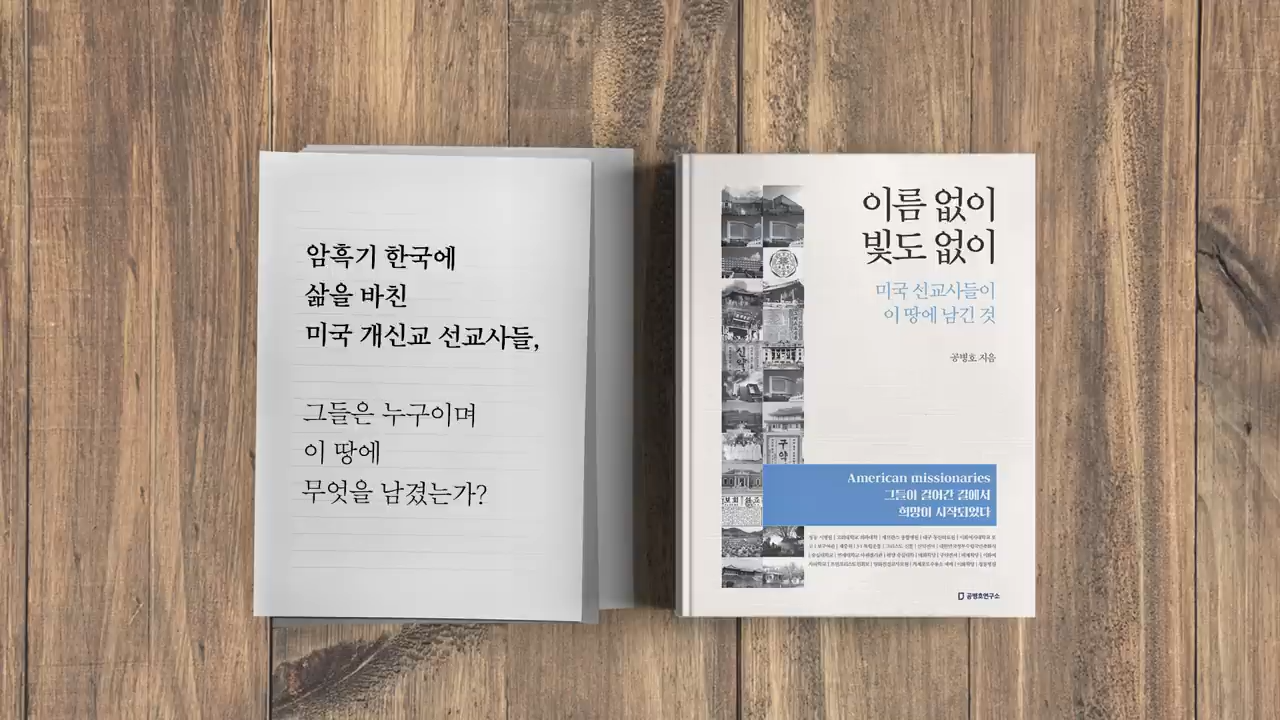 암흑기 한국에
삶을 바친
미국 개신교 선교사들,
그들은 누구이며
이 땅에
무엇을 남겼는가?
이름 없이
빛도 없이
미국 선교사들이
이 땅에 남긴 것
공병호 지음
American missionaries
그들이 걸어간 길에서
희망이 시작되었다
공병호연구소